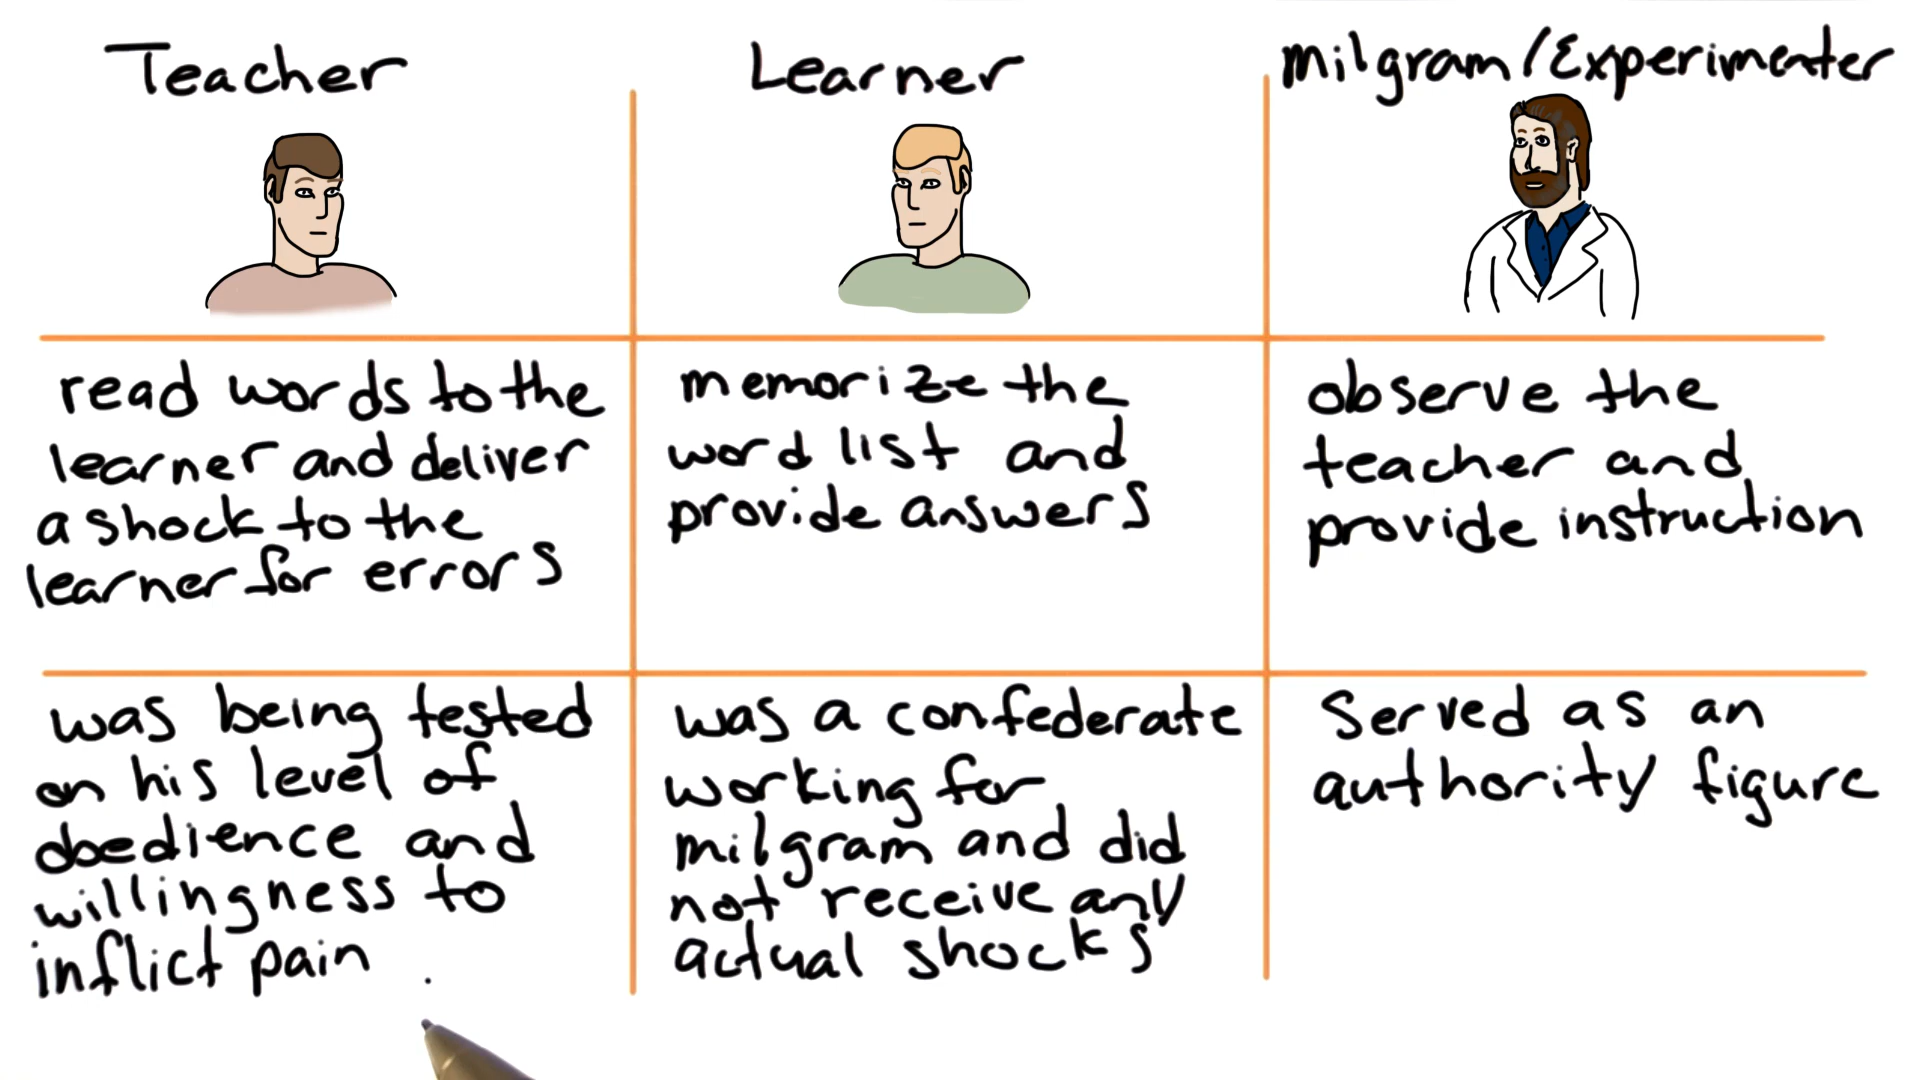 Teacher
Learner
milgram/Experimenter
read words to the
learner and deliver
a shock to the
learner for errors
memorize the
word list and
provide answers
observe the
teacher and
provide instruction
was being tested
on his level of
obedience and
willingness to
inflict pain .
was a confederate
working for
milgram and did
not receive any
actual shocks
Served as an
authority figure